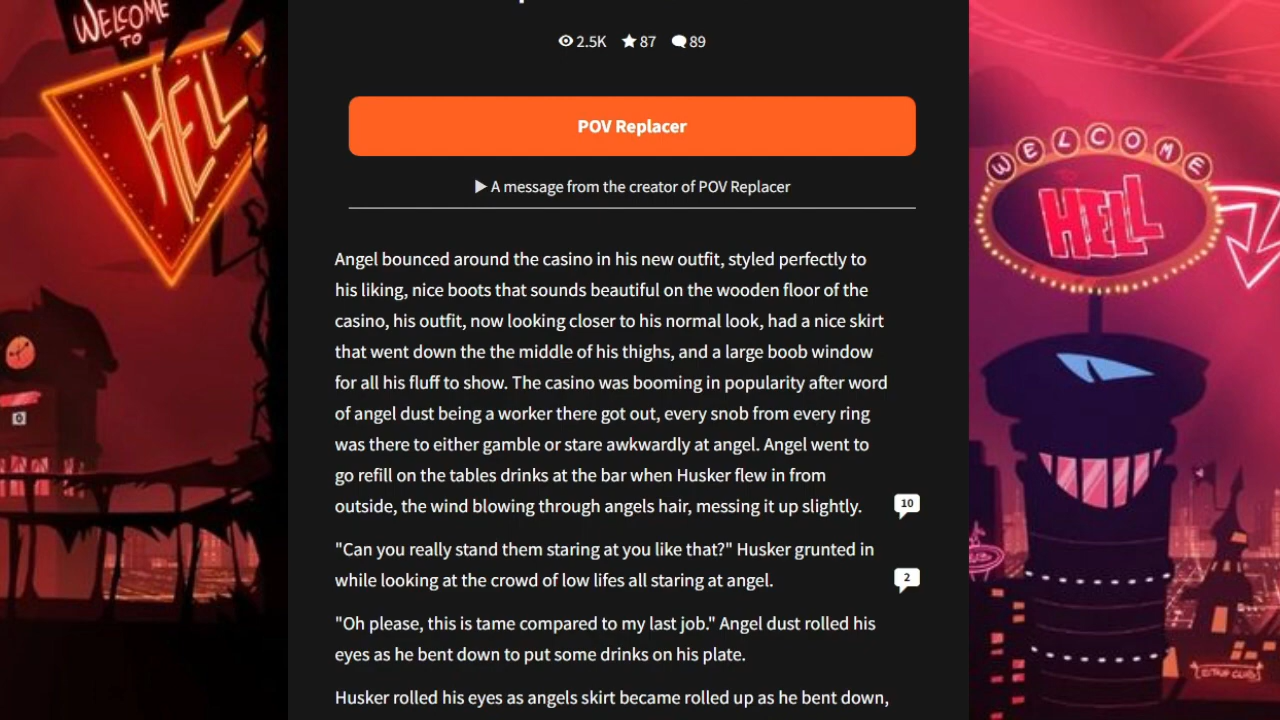 WELCOME
TO
HELL
2.5K 87 89
POV Replacer
▶ A message from the creator of POV Replacer
WELCOME
HELL
Angel bounced around the casino in his new outfit, styled perfectly to
his liking, nice boots that sounds beautiful on the wooden floor of the
casino, his outfit, now looking closer to his normal look, had a nice skirt
that went down the the middle of his thighs, and a large boob window
for all his fluff to show. The casino was booming in popularity after word
of angel dust being a worker there got out, every snob from every ring
was there to either gamble or stare awkwardly at angel. Angel went to
go refill on the tables drinks at the bar when Husker flew in from
outside, the wind blowing through angels hair, messing it up slightly.
10
"Can you really stand them staring at you like that?" Husker grunted in
while looking at the crowd of low lifes all staring at angel.
2
"Oh please, this is tame compared to my last job." Angel dust rolled his
eyes as he bent down to put some drinks on his plate.
Husker rolled his eyes as angels skirt became rolled up as he bent down,